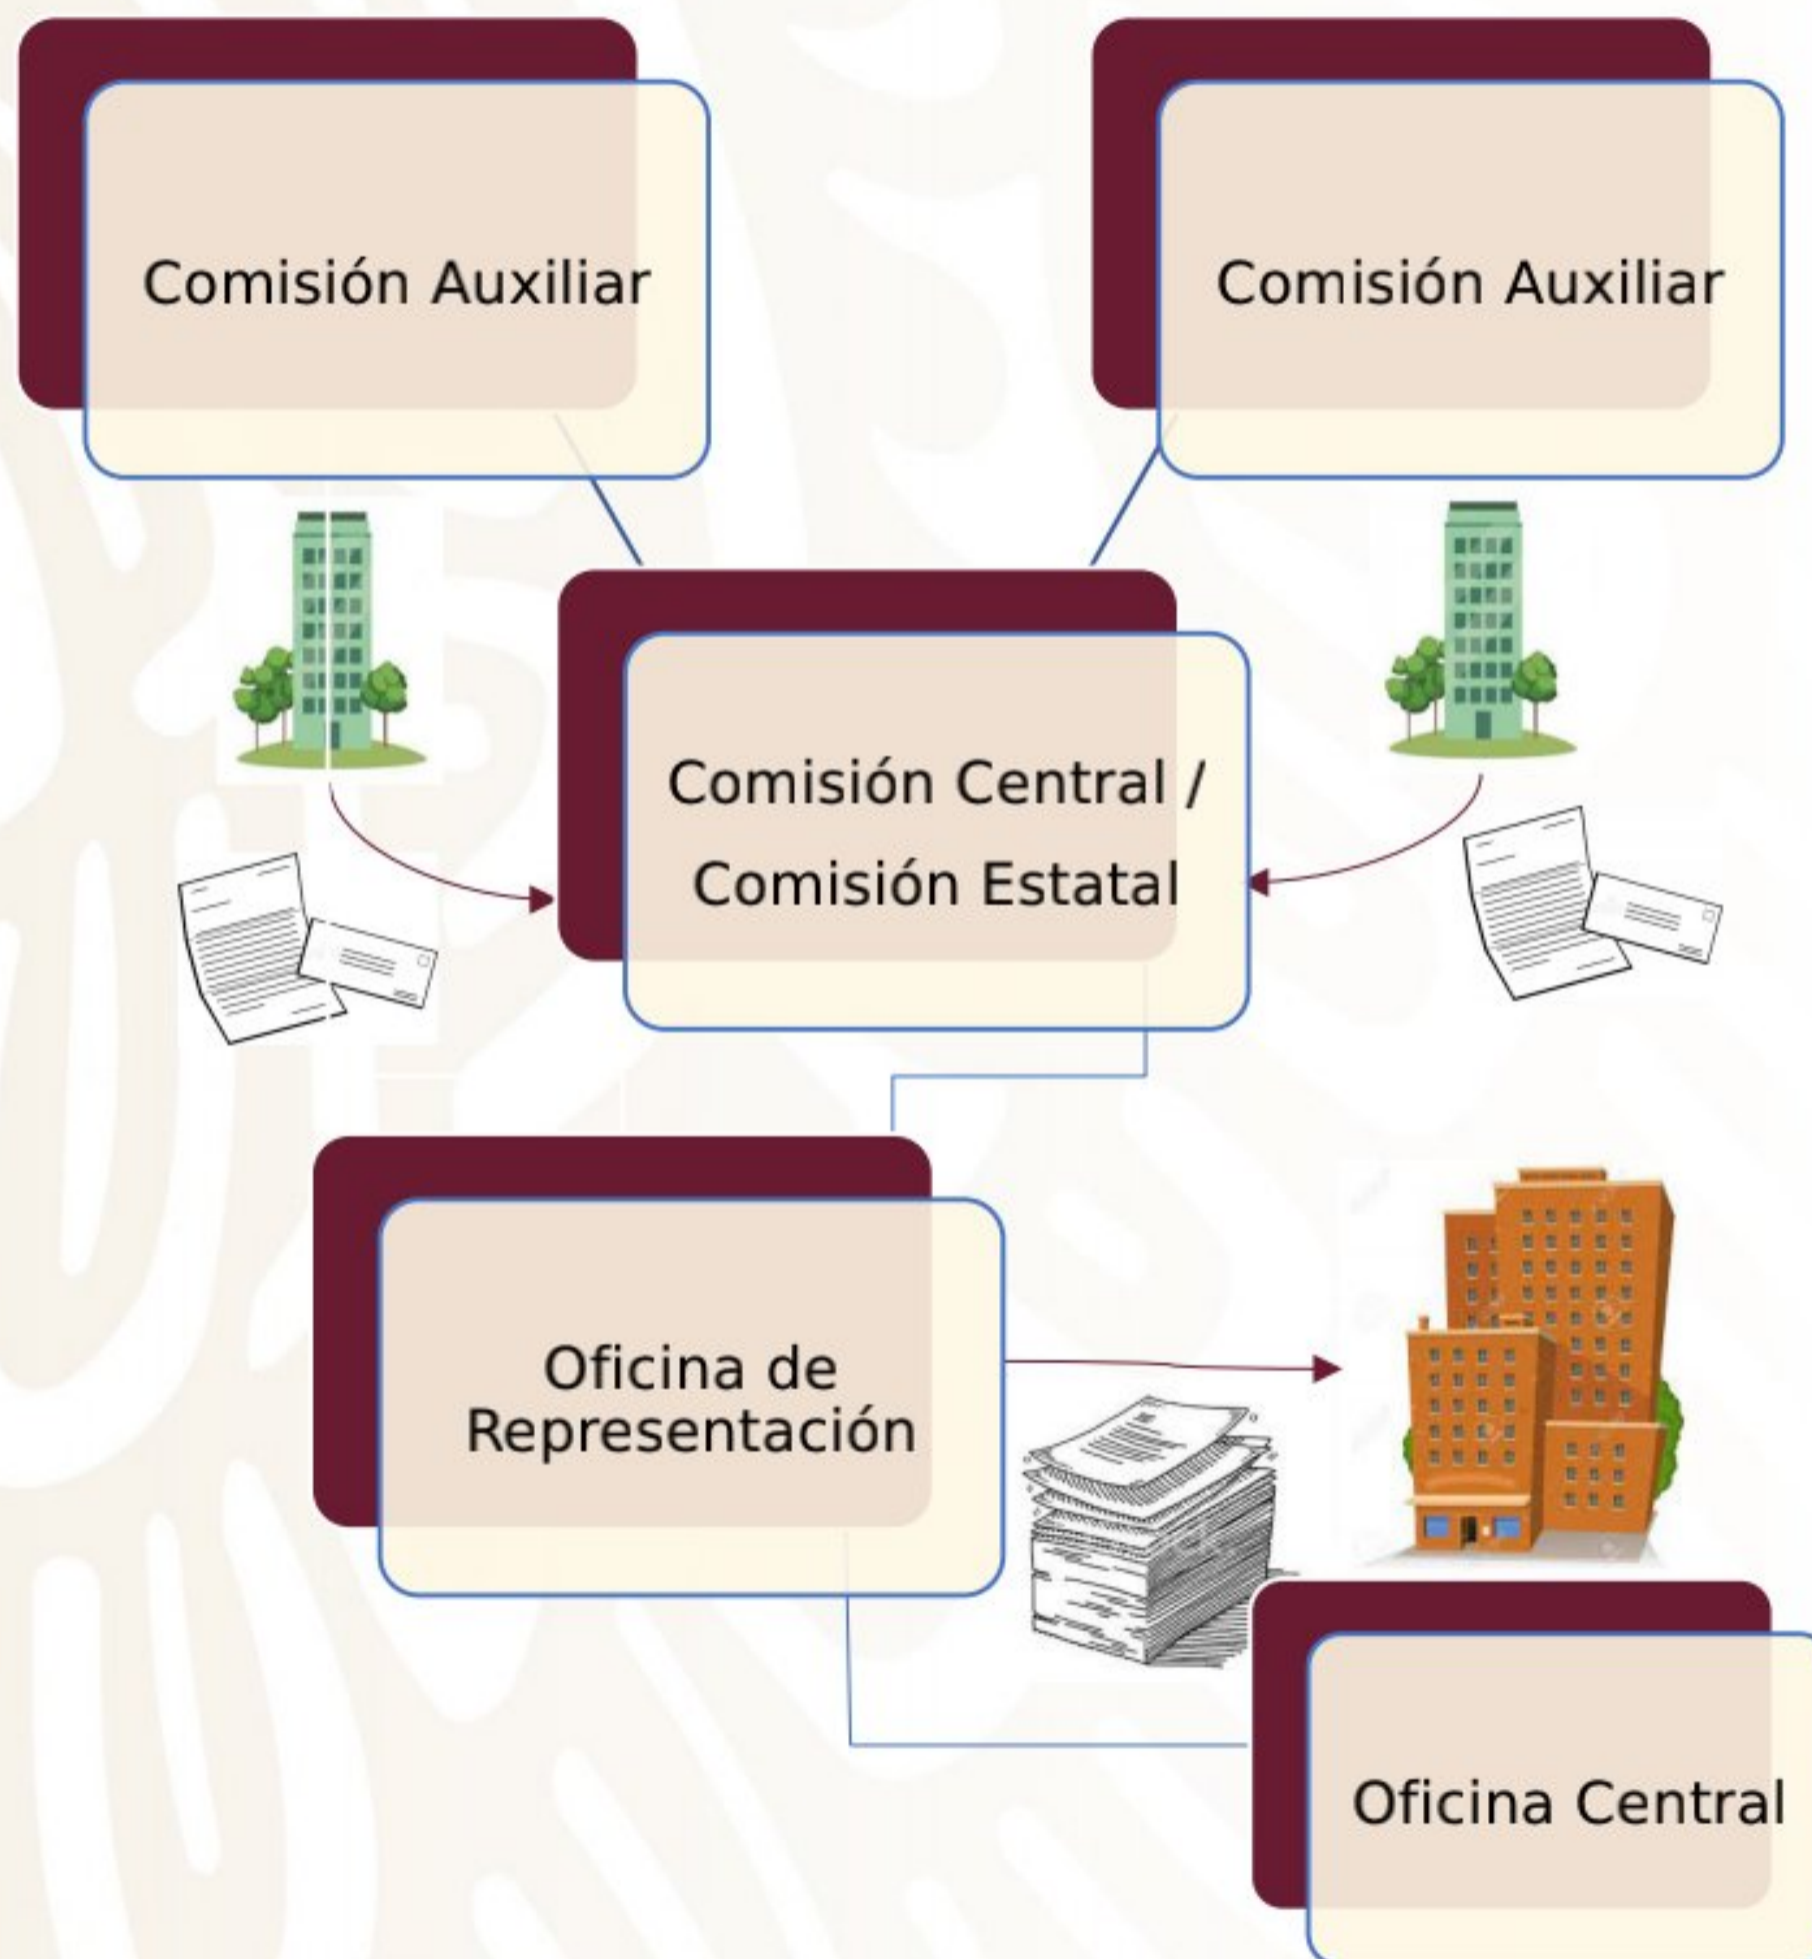 Comisión Auxiliar
Comisión Auxiliar
Comisión Central /
Comisión Estatal
Oficina de
Representación
Oficina Central